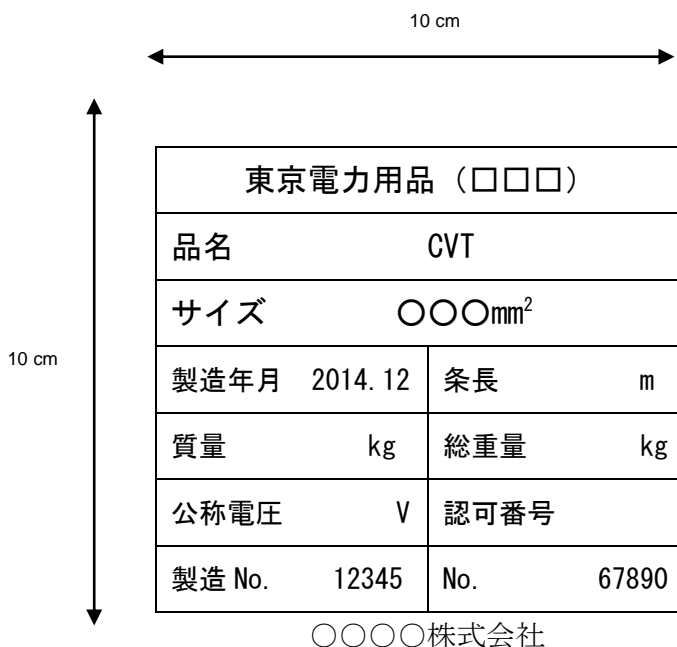 10 cm
東京電力用品（□□□）
品名 CVT
サイズ 〇〇〇mm²
10 cm
製造年月 2014.12 条長 m
質量 kg 総重量 kg
公称電圧 V 認可番号
製造 No. 12345 No. 67890
〇〇〇〇株式会社